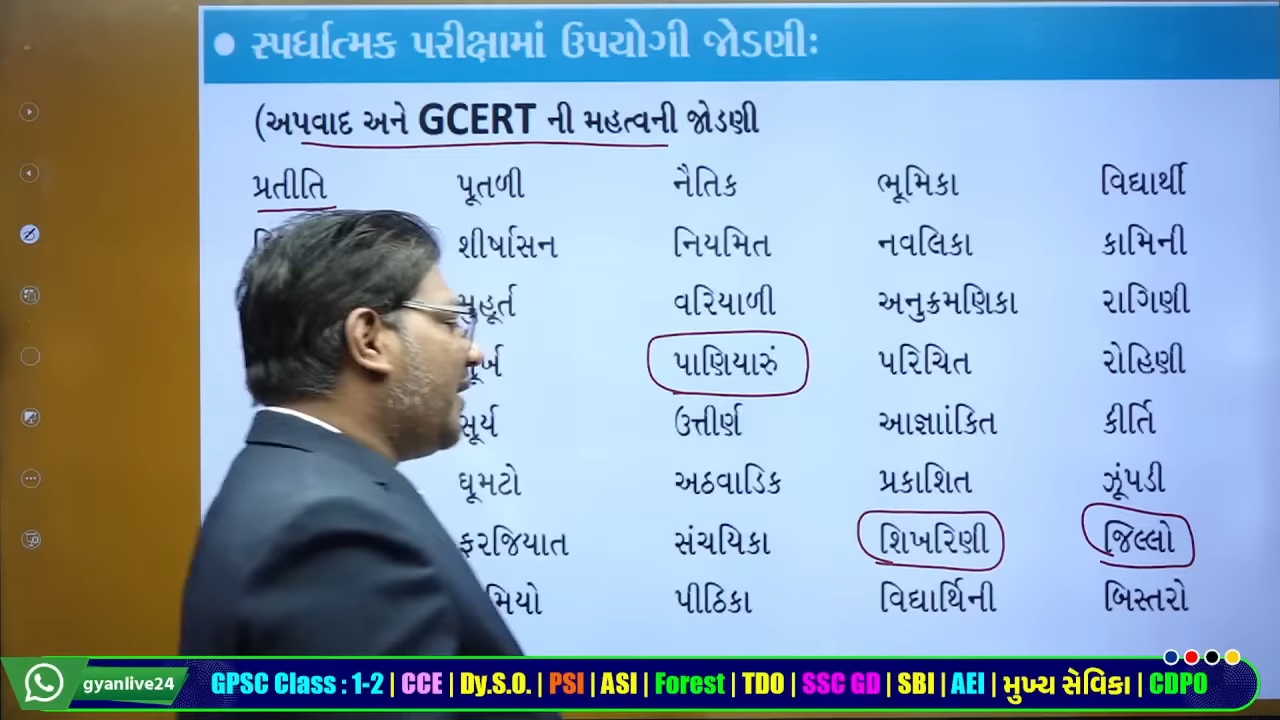 સ્પર્ધાત્મક પરીક્ષામાં ઉપયોગી જોડણીઃ
(અપવાદ અને GCERT ની મહત્વની જોડણી
પ્રતીતિ પૂતળી નૈતિક ભૂમિકા વિદ્યાર્થી
શીર્ષાસન નિયમિત નવલિકા કામિની
મુહૂર્ત વરિયાળી અનુક્રમણિકા રાગિણી
પાણિયારું પરિચિત રોહિણી
સૂર્ય ઉત્તીર્ણ આજ્ઞાાંકિત કીર્તિ
ઘૂમટો અઠવાડિક પ્રકાશિત ઝૂંપડી
ફરજિયાત સંચયિકા શિખરિણી જિલ્લો
પીઠિકા વિદ્યાર્થિની બિસ્તરો
gyanlive24 GPSC Class : 1-2 | CCE | Dy.S.O. | PSI | ASI | Forest | TDO | SSC GD | SBI | AEI | મુખ્ય સેવિકા | CDPO